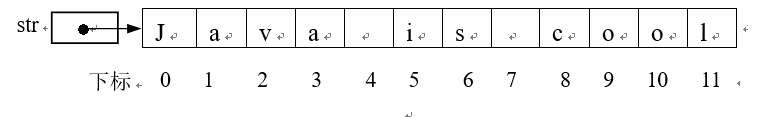 str J a v a i s c o o l
下标 0 1 2 3 4 5 6 7 8 9 10 11